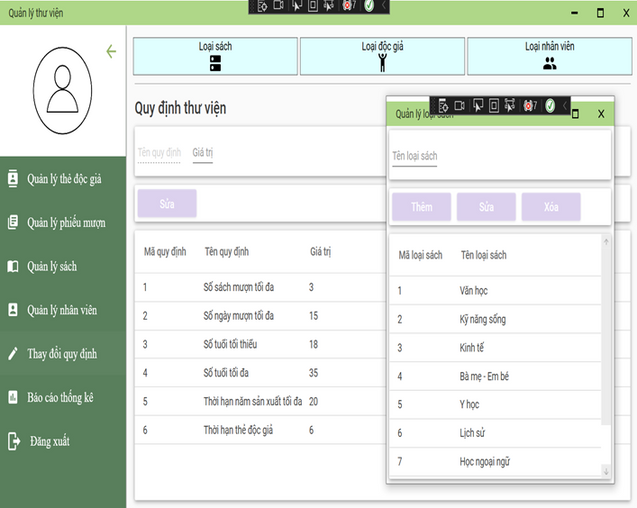 Quản lý thư viện
7
Loại sách
Loại độc giả
Loại nhân viên
Quy định thư viện
Tên quy định
Giá trị
Sửa
Mã quy định Tên quy định Giá trị
1 Số sách mượn tối đa 3
2 Số ngày mượn tối đa 15
3 Số tuổi tối thiểu 18
4 Số tuổi tối đa 35
5 Thời hạn năm sản xuất tối đa 20
6 Thời hạn thẻ độc giả 6
Quản lý thẻ độc giả
Quản lý phiếu mượn
Quản lý sách
Quản lý nhân viên
Thay đổi quy định
Báo cáo thống kê
Đăng xuất
Quản lý loại sách
7
Tên loại sách
Thêm Sửa Xóa
Mã loại sách Tên loại sách
1 Văn học
2 Kỹ năng sống
3 Kinh tế
4 Bà mẹ - Em bé
5 Y học
6 Lịch sử
7 Học ngoại ngữ